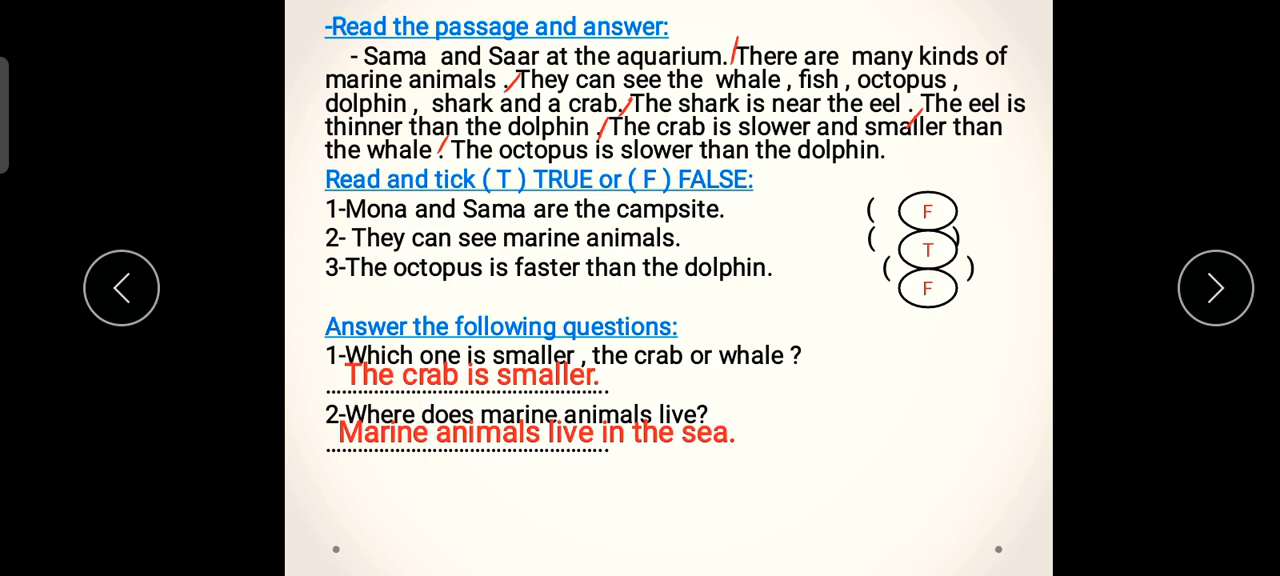 -Read the passage and answer:
- Sama and Saar at the aquarium. There are many kinds of
marine animals . They can see the whale , fish , octopus ,
dolphin , shark and a crab. The shark is near the eel . The eel is
thinner than the dolphin . The crab is slower and smaller than
the whale . The octopus is slower than the dolphin.
Read and tick ( T ) TRUE or ( F ) FALSE:
1-Mona and Sama are the campsite. ( F
2- They can see marine animals. ( T )
3-The octopus is faster than the dolphin. ( F )
Answer the following questions:
1-Which one is smaller , the crab or whale ?
The crab is smaller.
2-Where does marine animals live?
Marine animals live in the sea.